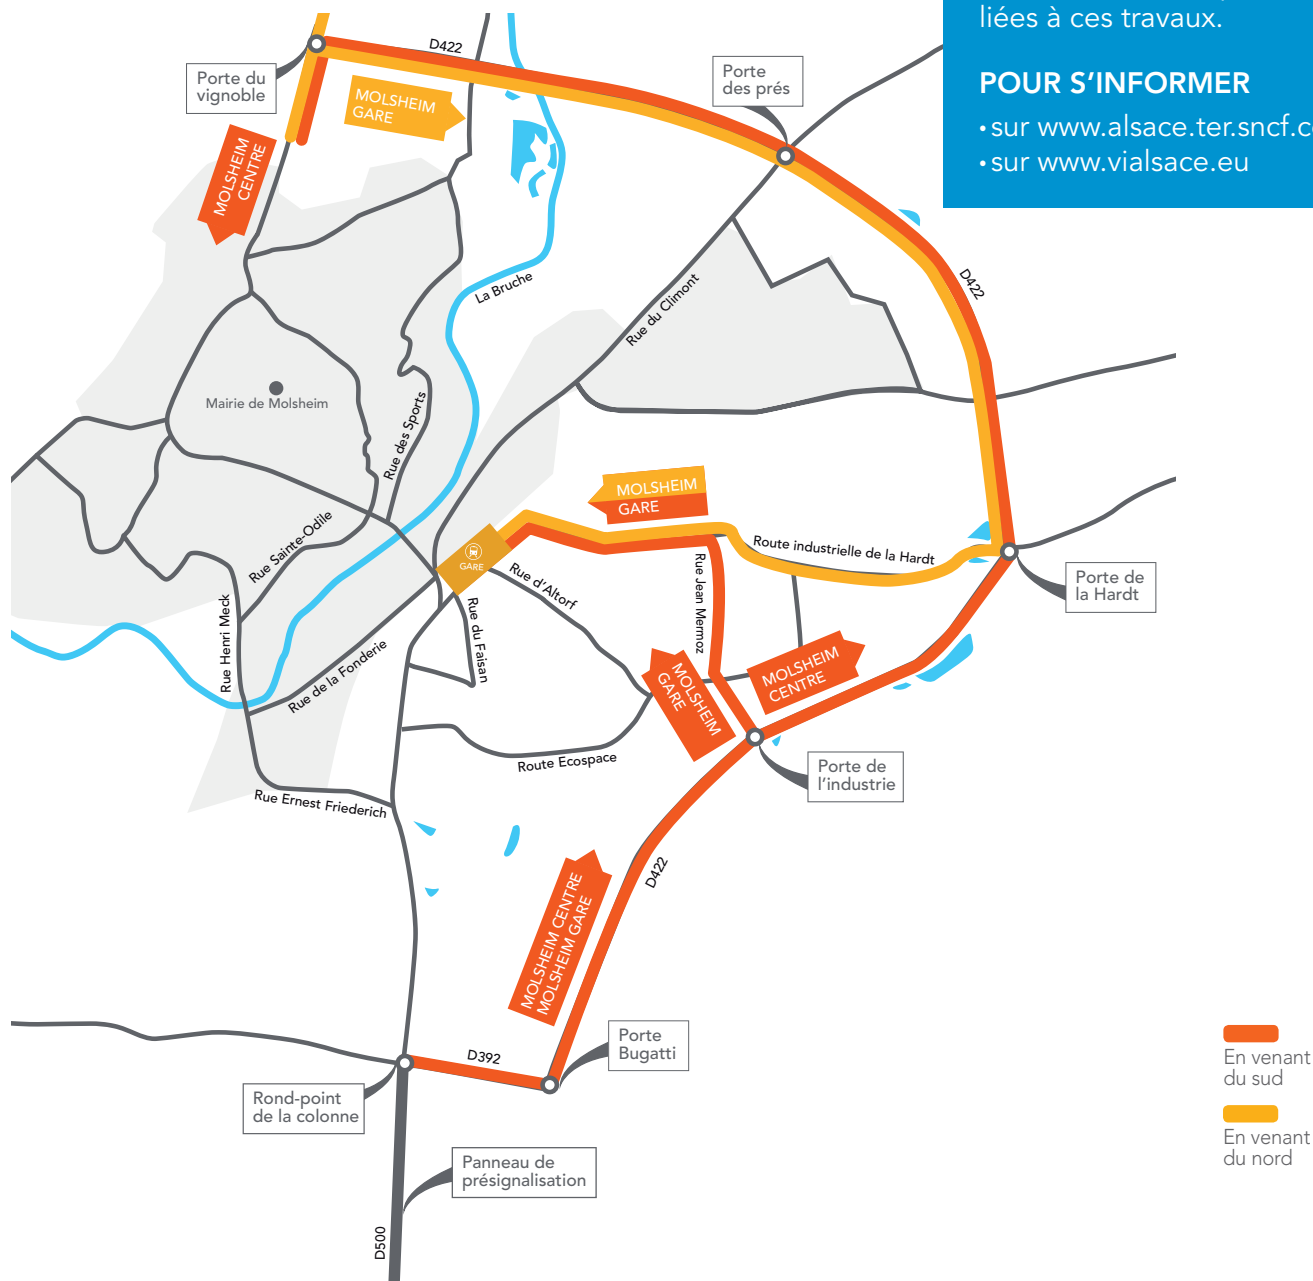 liées à ces travaux.
POUR S'INFORMER
• sur www.alsace.ter.sncf.c
• sur www.vialsace.eu
D422
Porte du
vignoble
MOLSHEIM
GARE
Porte
des prés
MOLSHEIM
CENTRE
La Bruche
Rue du Climont
D422
Mairie de Molsheim
Rue des Sports
MOLSHEIM
GARE
Rue Sainte-Odile
GARE
Route industrielle de la Hardt
Rue d'Altorf
Rue Jean Mermoz
Porte de
la Hardt
Rue Henri Meck
Rue du Faisan
Rue de la Fonderie
MOLSHEIM
GARE
MOLSHEIM
CENTRE
Route Ecospace
Porte de
l'industrie
Rue Ernest Friederich
D422
MOLSHEIM CENTRE
MOLSHEIM GARE
Porte
Bugatti
D392
Rond-point
de la colonne
Panneau de
présignalisation
D500
En venant
du sud
En venant
du nord